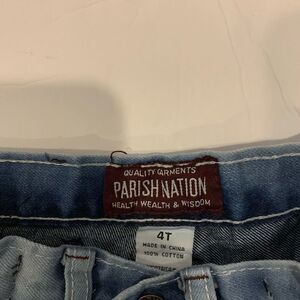 QUALITY GARMENTS
PARISH NATION
HEALTH WEALTH & WISDOM
4T
MADE IN CHINA
100% COTTON